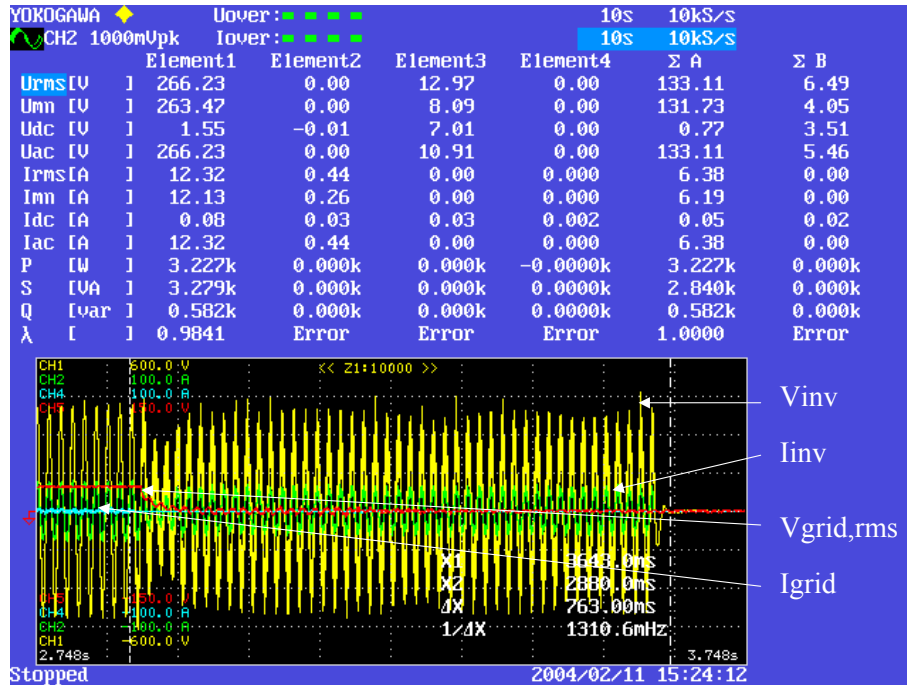 YOKOGAWA Uover: 10s 10kS/s
CH2 1000mVpk Iover: 10s 10kS/s
Element1 Element2 Element3 Element4 Σ A Σ B
Urms[V ] 266.23 0.00 12.97 0.00 133.11 6.49
Umn [V ] 263.47 0.00 8.09 0.00 131.73 4.05
Udc [V ] 1.55 -0.01 7.01 0.00 0.77 3.51
Uac [V ] 266.23 0.00 10.91 0.00 133.11 5.46
Irms[A ] 12.32 0.44 0.00 0.000 6.38 0.00
Imn [A ] 12.13 0.26 0.00 0.000 6.19 0.00
Idc [A ] 0.08 0.03 0.03 0.002 0.05 0.02
Iac [A ] 12.32 0.44 0.00 0.000 6.38 0.00
P [W ] 3.227k 0.000k 0.000k -0.0000k 3.227k 0.000k
S [VA ] 3.279k 0.000k 0.000k 0.0000k 2.840k 0.000k
Q [var ] 0.582k 0.000k 0.000k 0.0000k 0.582k 0.000k
λ [ ] 0.9841 Error Error Error 1.0000 Error
CH1 600.0 V << Z1:10000 >>
CH2 100.0 A
CH4 100.0 A
CH5 150.0 V
Vinv
Iinv
Vgrid,rms
Igrid
X1 3643.0ms
X2 2880.0ms
ΔX 763.00ms
1/ΔX 1310.6mHz
CH5 -150.0 V
CH4 -100.0 A
CH2 -100.0 A
CH1 -600.0 V
2.748s 3.748s
Stopped 2004/02/11 15:24:12